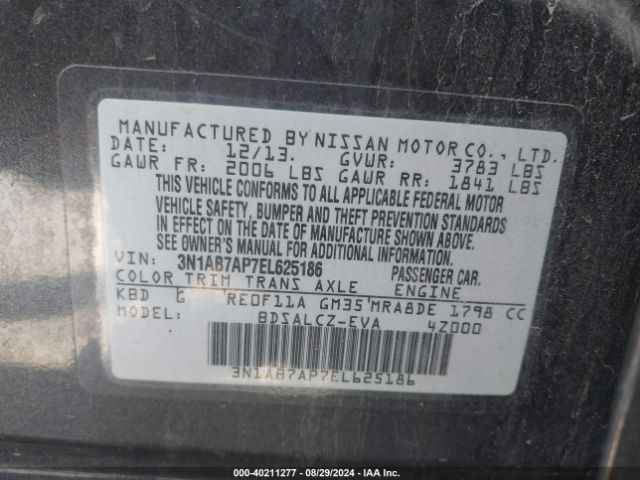 MANUFACTURED BY NISSAN MOTOR CO., LTD.
DATE: 12/13. GVWR: 3783 LBS
GAWR FR: 2006 LBS GAWR RR: 1841 LBS
THIS VEHICLE CONFORMS TO ALL APPLICABLE FEDERAL MOTOR
VEHICLE SAFETY, BUMPER AND THEFT PREVENTION STANDARDS
IN EFFECT ON THE DATE OF MANUFACTURE SHOWN ABOVE.
SEE OWNER'S MANUAL FOR ADDITIONAL INFORMATION.
VIN: 3N1AB7AP7EL625186 PASSENGER CAR.
COLOR TRIM TRANS AXLE ENGINE
KBD G REOF11A GM35 MRA8DE 1798 CC
MODEL: BDSALCZ-EVA 4Z000
3N1AB7AP7EL625186
000-40211277 - 08/29/2024 - IAA Inc.